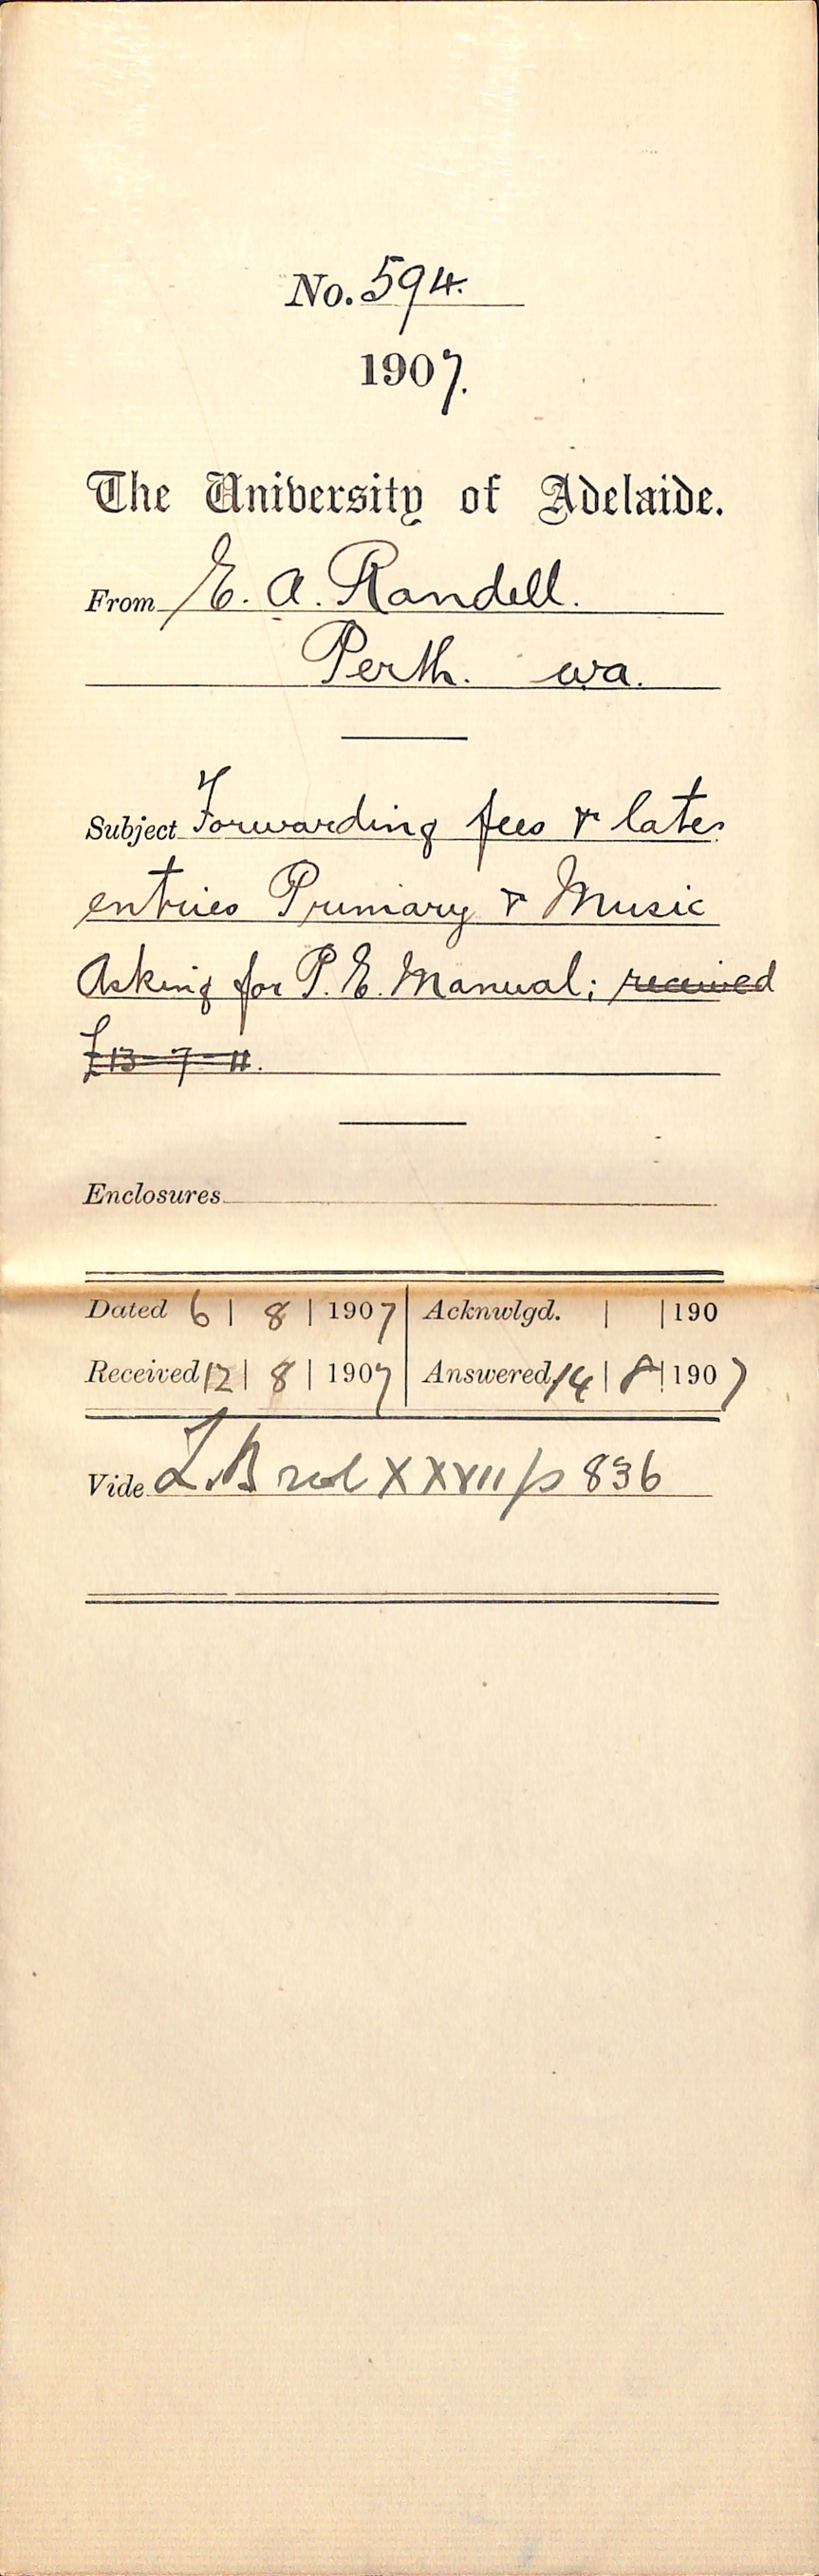 No. 594.
1907.
The University of Adelaide.
From E. A. Randell.
Perth. wa.
Subject Forwarding fees & late
entries Primary & Music
Asking for P. E. Manual; received
£13-7-11.
Enclosures
Dated 6 | 8 | 1907 Acknwlgd. | | 190
Received 12 | 8 | 1907 Answered 14 | 8 | 1907
Vide L.B vol XXVII p 836